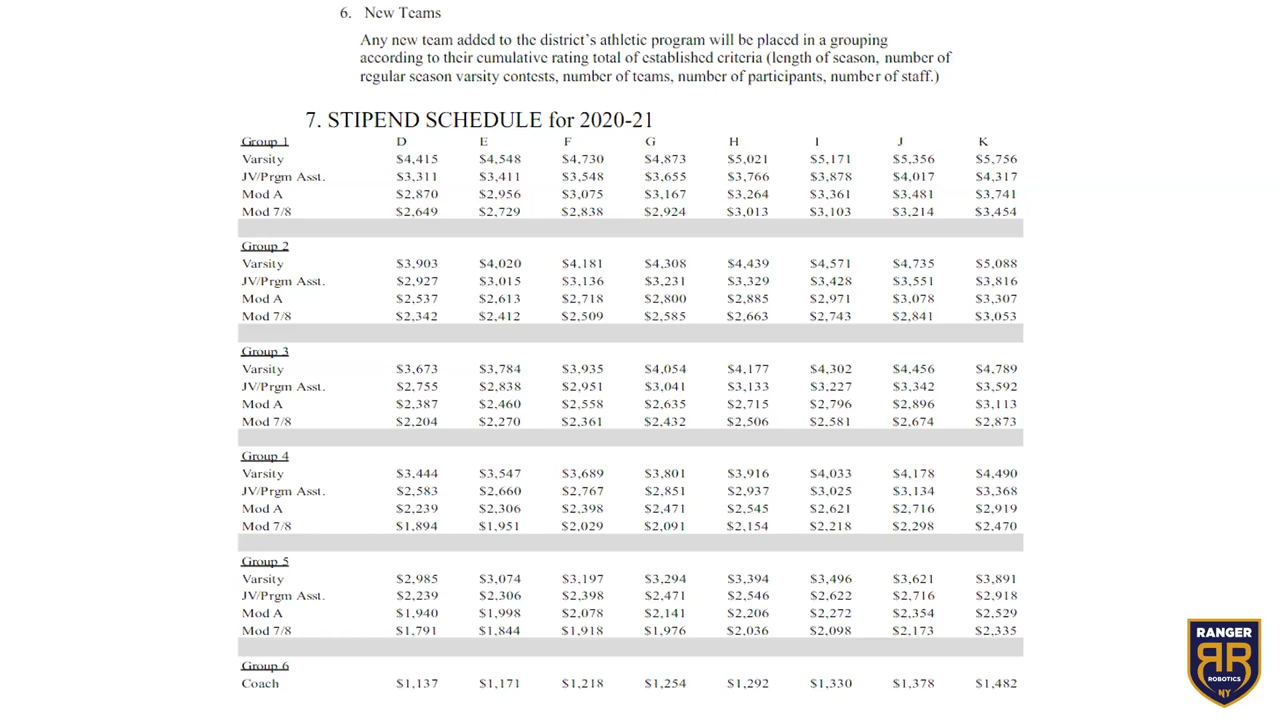 6. New Teams
Any new team added to the district's athletic program will be placed in a grouping
according to their cumulative rating total of established criteria (length of season, number of
regular season varsity contests, number of teams, number of participants, number of staff.)
7. STIPEND SCHEDULE for 2020-21
Group 1 D E F G H I J K
Varsity $4,415 $4,548 $4,730 $4,873 $5,021 $5,171 $5,356 $5,756
JV/Prgm Asst. $3,311 $3,411 $3,548 $3,655 $3,766 $3,878 $4,017 $4,317
Mod A $2,870 $2,956 $3,075 $3,167 $3,264 $3,361 $3,481 $3,741
Mod 7/8 $2,649 $2,729 $2,838 $2,924 $3,013 $3,103 $3,214 $3,454
Group 2
Varsity $3,903 $4,020 $4,181 $4,308 $4,439 $4,571 $4,735 $5,088
JV/Prgm Asst. $2,927 $3,015 $3,136 $3,231 $3,329 $3,428 $3,551 $3,816
Mod A $2,537 $2,613 $2,718 $2,800 $2,885 $2,971 $3,078 $3,307
Mod 7/8 $2,342 $2,412 $2,509 $2,585 $2,663 $2,743 $2,841 $3,053
Group 3
Varsity $3,673 $3,784 $3,935 $4,054 $4,177 $4,302 $4,456 $4,789
JV/Prgm Asst. $2,755 $2,838 $2,951 $3,041 $3,133 $3,227 $3,342 $3,592
Mod A $2,387 $2,460 $2,558 $2,635 $2,715 $2,796 $2,896 $3,113
Mod 7/8 $2,204 $2,270 $2,361 $2,432 $2,506 $2,581 $2,674 $2,873
Group 4
Varsity $3,444 $3,547 $3,689 $3,801 $3,916 $4,033 $4,178 $4,490
JV/Prgm Asst. $2,583 $2,660 $2,767 $2,851 $2,937 $3,025 $3,134 $3,368
Mod A $2,239 $2,306 $2,398 $2,471 $2,545 $2,621 $2,716 $2,919
Mod 7/8 $1,894 $1,951 $2,029 $2,091 $2,154 $2,218 $2,298 $2,470
Group 5
Varsity $2,985 $3,074 $3,197 $3,294 $3,394 $3,496 $3,621 $3,891
JV/Prgm Asst. $2,239 $2,306 $2,398 $2,471 $2,546 $2,622 $2,716 $2,918
Mod A $1,940 $1,998 $2,078 $2,141 $2,206 $2,272 $2,354 $2,529
Mod 7/8 $1,791 $1,844 $1,918 $1,976 $2,036 $2,098 $2,173 $2,335
Group 6
Coach $1,137 $1,171 $1,218 $1,254 $1,292 $1,330 $1,378 $1,482
RANGER
RR
ROBOTICS
NY